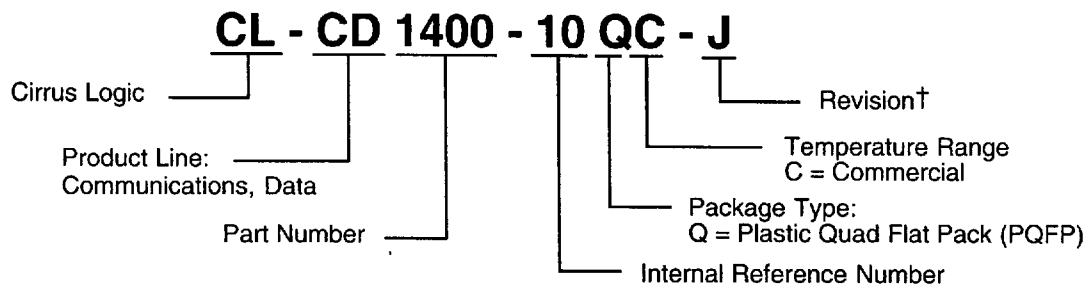 CL - CD 1400 - 10 QC - J
Cirrus Logic
Revision†
Product Line:
Communications, Data
Temperature Range
C = Commercial
Part Number
Package Type:
Q = Plastic Quad Flat Pack (PQFP)
Internal Reference Number